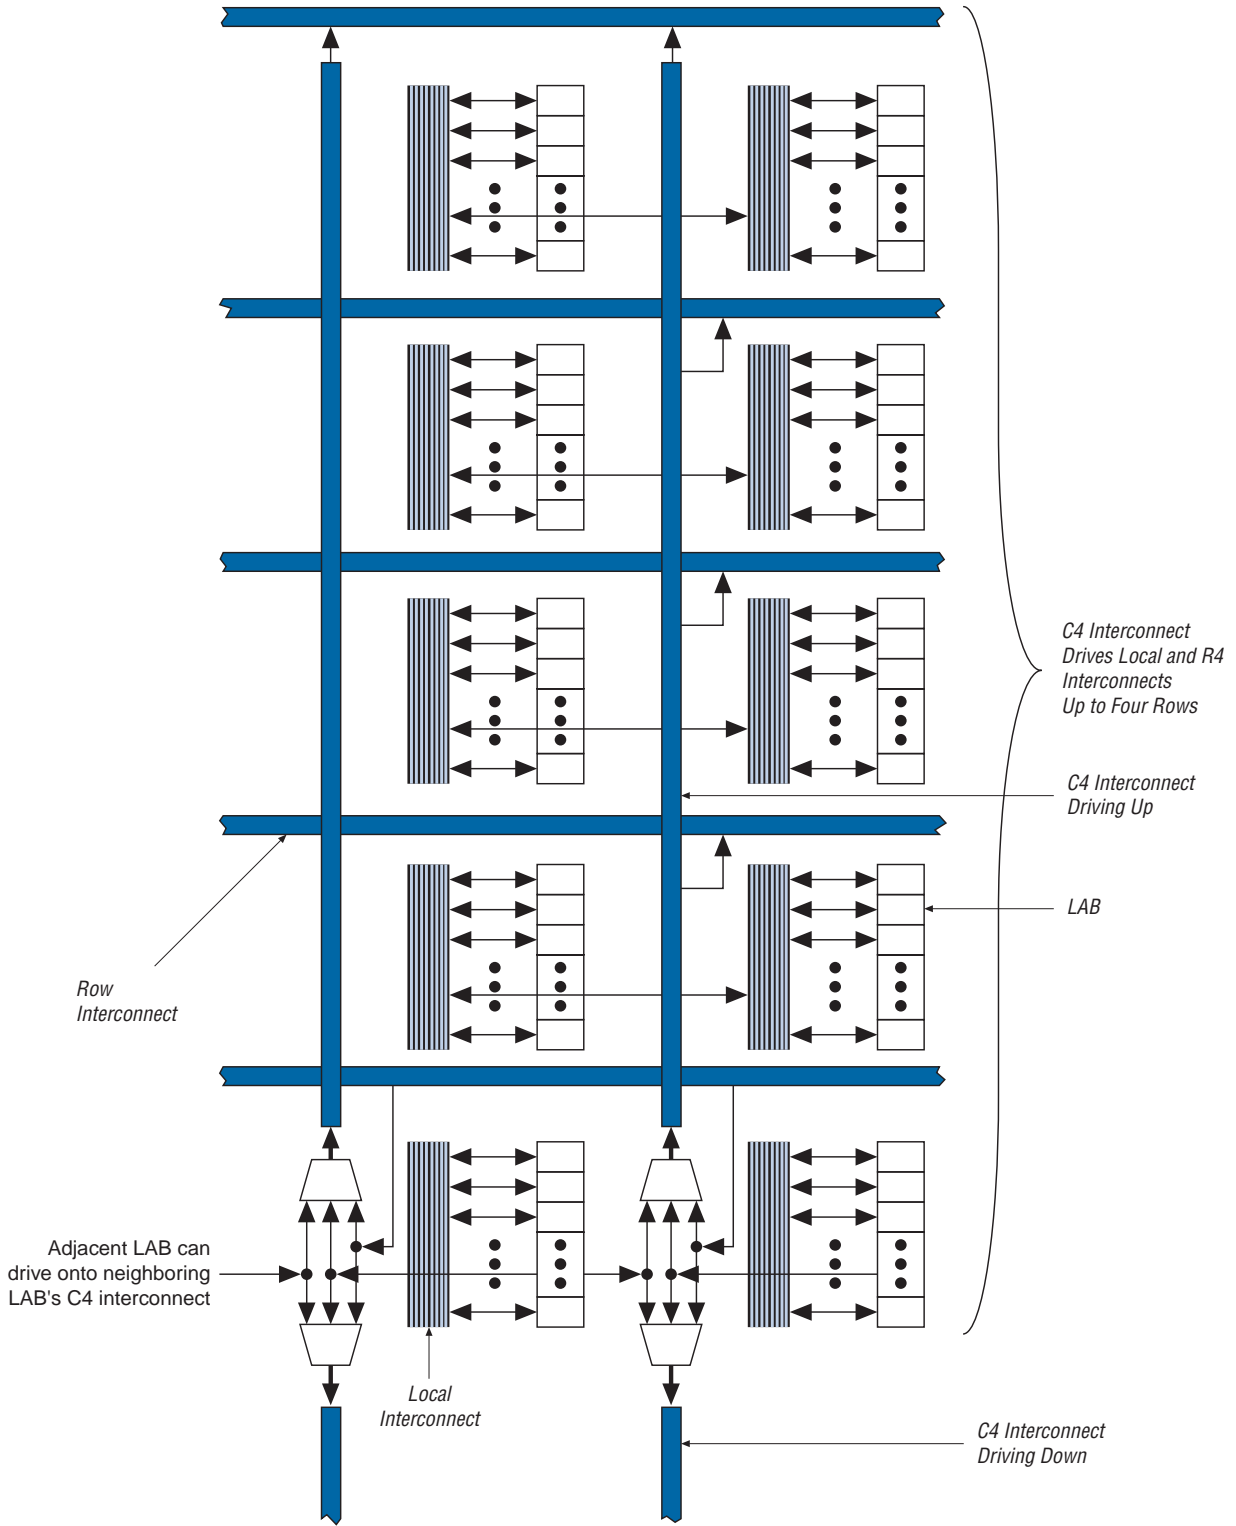 C4 Interconnect
Drives Local and R4
Interconnects
Up to Four Rows
C4 Interconnect
Driving Up
LAB
Row
Interconnect
Adjacent LAB can
drive onto neighboring
LAB's C4 interconnect
Local
Interconnect
C4 Interconnect
Driving Down